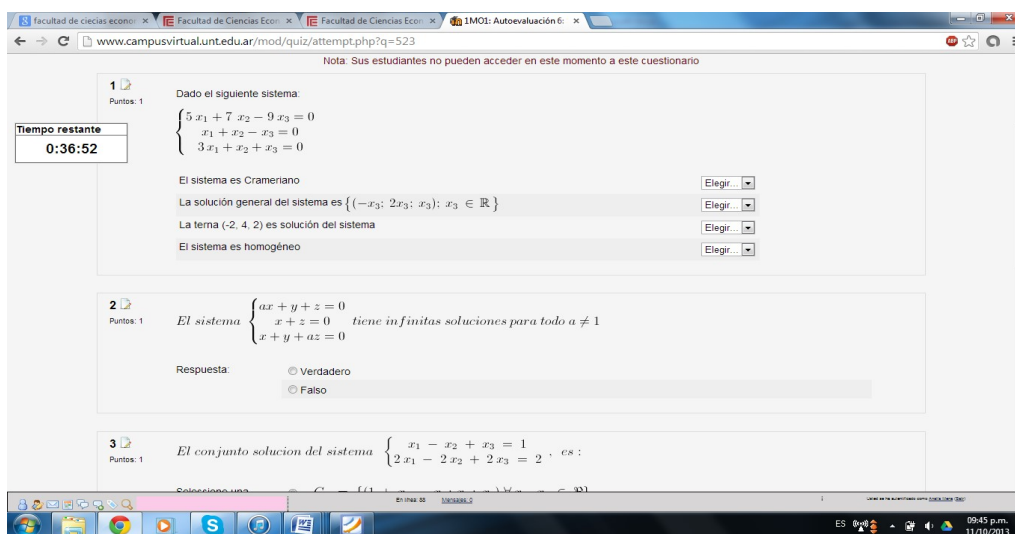 facultad de ciecias econor
Facultad de Ciencias Econ
Facultad de Ciencias Econ
1MO1: Autoevaluación 6:
www.campusvirtual.unt.edu.ar/mod/quiz/attempt.php?q=523
Nota: Sus estudiantes no pueden acceder en este momento a este cuestionario
Tiempo restante
0:36:52
1
Puntos: 1
Dado el siguiente sistema:
5 x₁ + 7 x₂ − 9 x₃ = 0
x₁ + x₂ − x₃ = 0
3 x₁ + x₂ + x₃ = 0
El sistema es Crameriano Elegir...
La solución general del sistema es {(−x₃; 2x₃; x₃); x₃ ∈ ℝ} Elegir...
La terna (-2, 4, 2) es solución del sistema Elegir...
El sistema es homogéneo Elegir...
2
Puntos: 1
El sistema
ax + y + z = 0
x + z = 0
x + y + az = 0
tiene infinitas soluciones para todo a ≠ 1
Respuesta:
Verdadero
Falso
3
Puntos: 1
El conjunto solucion del sistema
x₁ − x₂ + x₃ = 1
2 x₁ − 2 x₂ + 2 x₃ = 2
, es :
Seleccione una
En línea: 88 Mensajes: 0
ES 09:45 p.m.
11/10/2013